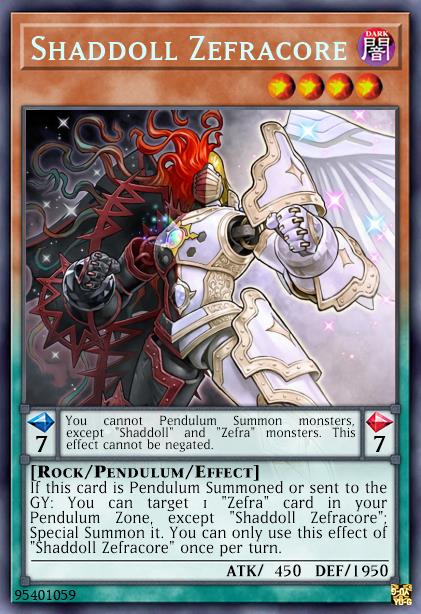 SHADDOLL ZEFRACORE
DARK
闇
You cannot Pendulum Summon monsters,
except "Shaddoll" and "Zefra" monsters. This
effect cannot be negated.
7
7
[ROCK/PENDULUM/EFFECT]
If this card is Pendulum Summoned or sent to the
GY: You can target 1 "Zefra" card in your
Pendulum Zone, except "Shaddoll Zefracore";
Special Summon it. You can only use this effect of
"Shaddoll Zefracore" once per turn.
ATK/ 450 DEF/1950
95401059